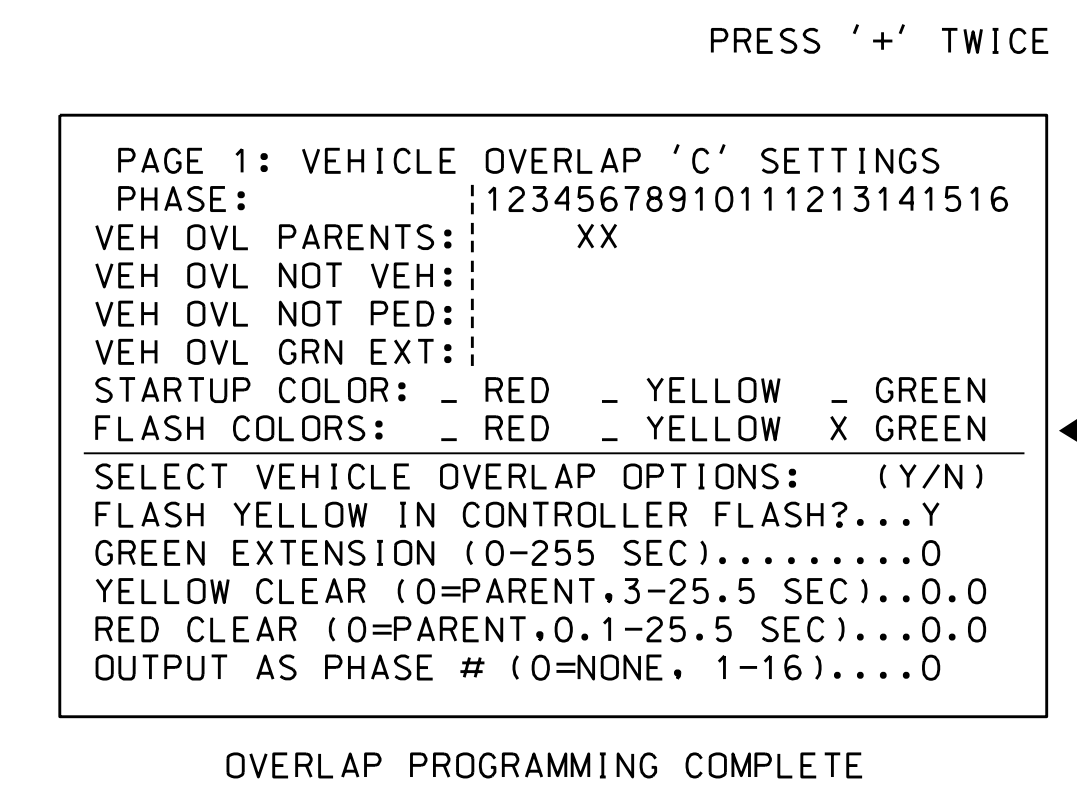 PRESS '+' TWICE
PAGE 1: VEHICLE OVERLAP 'C' SETTINGS
PHASE: ¦12345678910111213141516
VEH OVL PARENTS:¦ XX
VEH OVL NOT VEH:¦
VEH OVL NOT PED:¦
VEH OVL GRN EXT:¦
STARTUP COLOR: _ RED _ YELLOW _ GREEN
FLASH COLORS: _ RED _ YELLOW X GREEN
SELECT VEHICLE OVERLAP OPTIONS: (Y/N)
FLASH YELLOW IN CONTROLLER FLASH?...Y
GREEN EXTENSION (0-255 SEC).........0
YELLOW CLEAR (0=PARENT,3-25.5 SEC)..0.0
RED CLEAR (0=PARENT,0.1-25.5 SEC)...0.0
OUTPUT AS PHASE # (0=NONE, 1-16)....0
OVERLAP PROGRAMMING COMPLETE